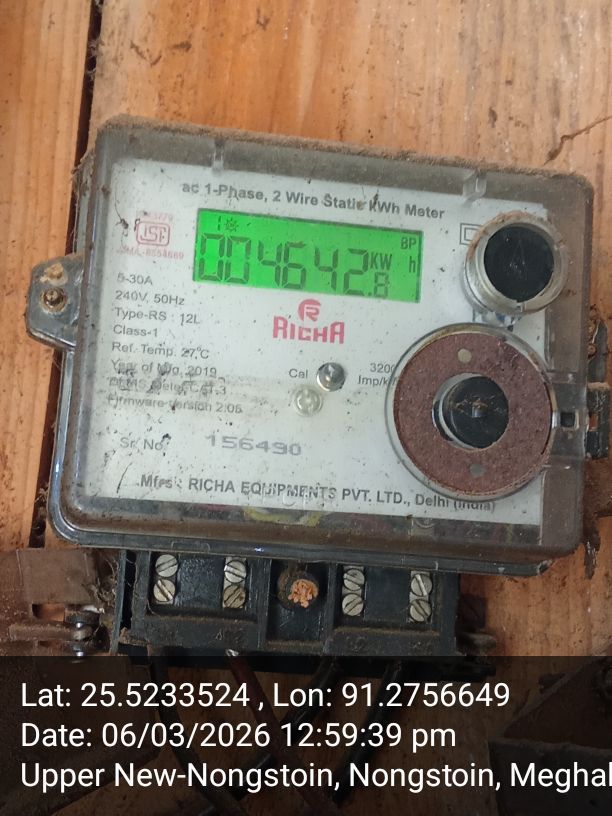 ac 1-Phase, 2 Wire Static kWh Meter
ISI
BP
004642.8 KWh
5-30A
240V, 50Hz
Type-RS : 12L
Class-1
Ref. Temp. 27°C
Year of Mfg. 2019
Firmware Version 2.06
RICHA
Cal
3200
Imp/k
Sr. No. 156490
Mfrs : RICHA EQUIPMENTS PVT. LTD., Delhi (India)
Lat: 25.5233524 , Lon: 91.2756649
Date: 06/03/2026 12:59:39 pm
Upper New-Nongstoin, Nongstoin, Meghal